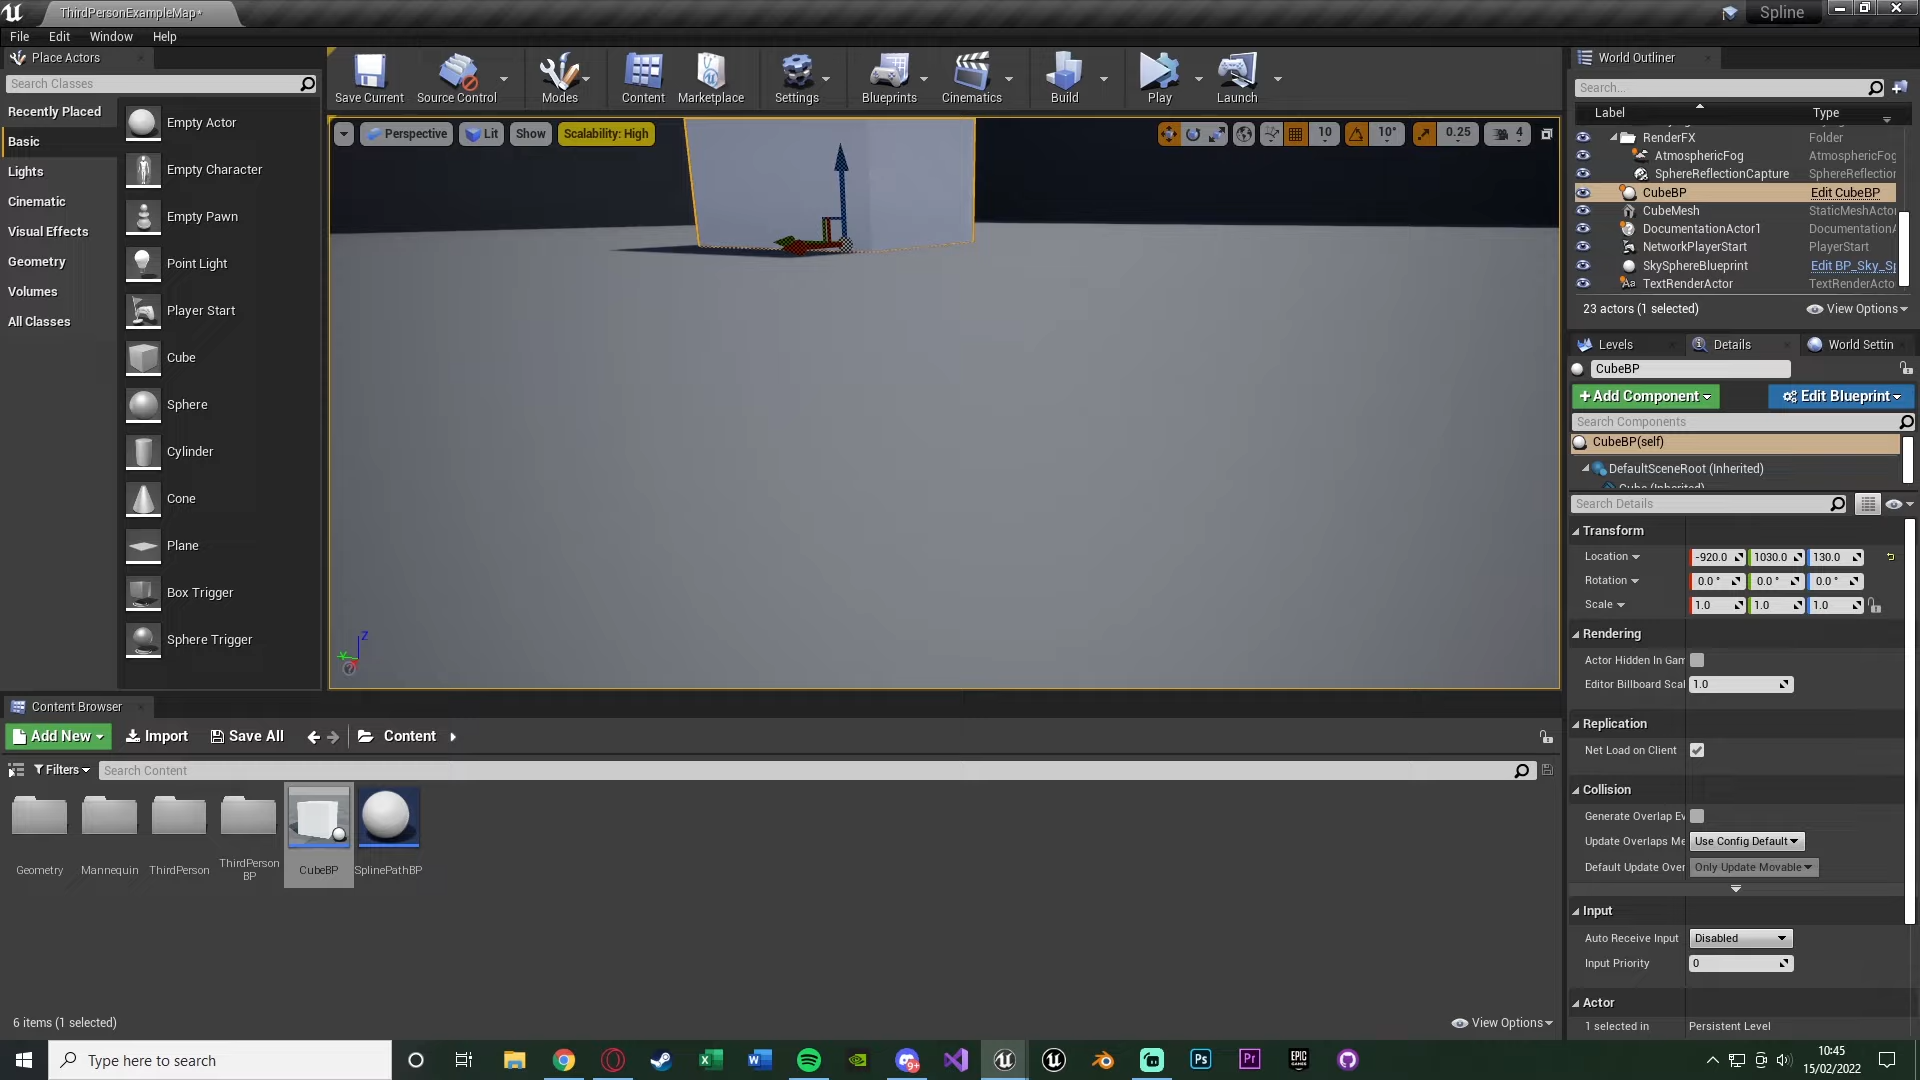 ThirdPersonExampleMap*
Spline
File Edit Window Help
Place Actors
Search Classes
Recently Placed
Basic
Lights
Cinematic
Visual Effects
Geometry
Volumes
All Classes
Empty Actor
Empty Character
Empty Pawn
Point Light
Player Start
Cube
Sphere
Cylinder
Cone
Plane
Box Trigger
Sphere Trigger
Save Current
Source Control
Modes
Content
Marketplace
Settings
Blueprints
Cinematics
Build
Play
Launch
Perspective
Lit
Show
Scalability: High
10
10°
0.25
4
Z
Y
World Outliner
Search...
Label Type
RenderFX Folder
AtmosphericFog AtmosphericFog
SphereReflectionCapture SphereReflection
CubeBP Edit CubeBP
CubeMesh StaticMeshActo
DocumentationActor1 Documentation
NetworkPlayerStart PlayerStart
SkySphereBlueprint Edit BP_Sky_Sp
TextRenderActor TextRenderActo
23 actors (1 selected) View Options
Levels Details World Settin
CubeBP
+Add Component Edit Blueprint
Search Components
CubeBP(self)
DefaultSceneRoot (Inherited)
Cube (Inherited)
Search Details
Transform
Location -920.0 1030.0 130.0
Rotation 0.0 ° 0.0 ° 0.0 °
Scale 1.0 1.0 1.0
Rendering
Actor Hidden In Gam
Editor Billboard Scal 1.0
Replication
Net Load on Client
Collision
Generate Overlap Ev
Update Overlaps Me Use Config Default
Default Update Over Only Update Movable
Input
Auto Receive Input Disabled
Input Priority 0
Actor
1 selected in Persistent Level
Content Browser
Add New Import Save All Content
Filters Search Content
Geometry
Mannequin
ThirdPerson
ThirdPerson
BP
CubeBP
SplinePathBP
6 items (1 selected)
View Options
Type here to search
9+
Ps
Pr
EPIC
GAMES
10:45
15/02/2022